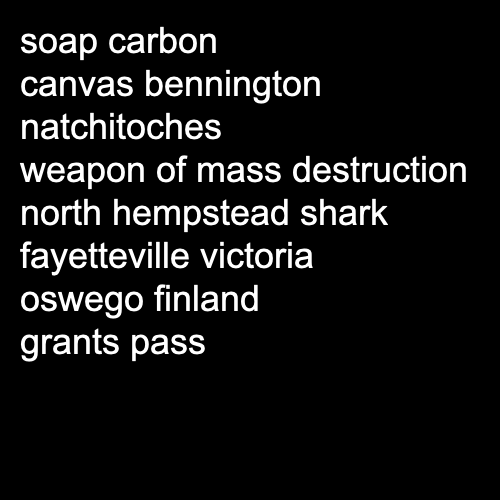 soap carbon
canvas bennington
natchitoches
weapon of mass destruction
north hempstead shark
fayetteville victoria
oswego finland
grants pass